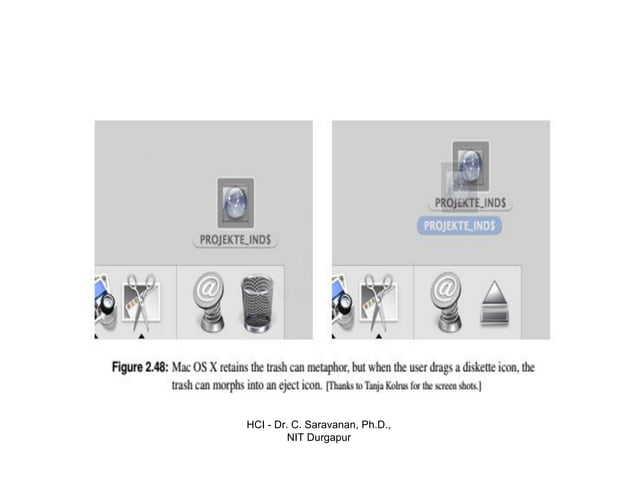 PROJEKTE_IND$
PROJEKTE_IND$
PROJEKTE_IND$
@
@
Figure 2.48: Mac OS X retains the trash can metaphor, but when the user drags a diskette icon, the
trash can morphs into an eject icon. [Thanks to Tanja Kolrus for the screen shots.]
HCI - Dr. C. Saravanan, Ph.D.,
NIT Durgapur